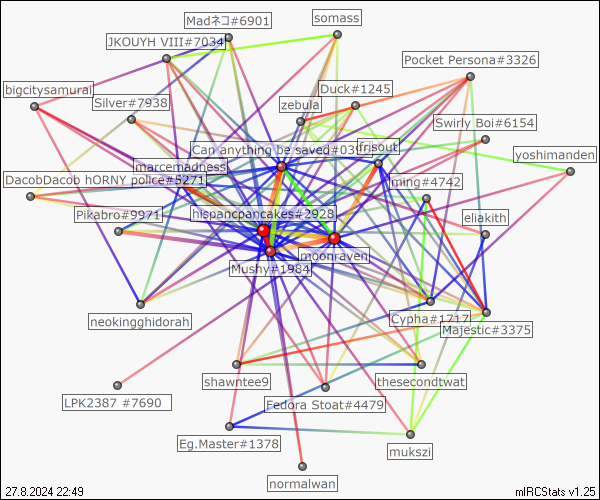 Madネコ#6901
somass
JKOUYH VIII#7034
Pocket Persona#3326
bigcitysamurai
Duck#1245
Silver#7938
zebula
Swirly Boi#6154
Can anything be saved#03
frjsout
yoshimanden
marcemadness
DacobDacob hORNY police#5271
ming#4742
Pikabro#9971
hispancpancakes#2928
eliakith
moonraven
Mushy#1984
neokingghidorah
Cypha#1717
Majestic#3375
shawntee9
thesecondtwat
LPK2387 #7690
Fedora Stoat#4479
Eg.Master#1378
mukszi
normalwan
27.8.2024 22:49
mIRCStats v1.25